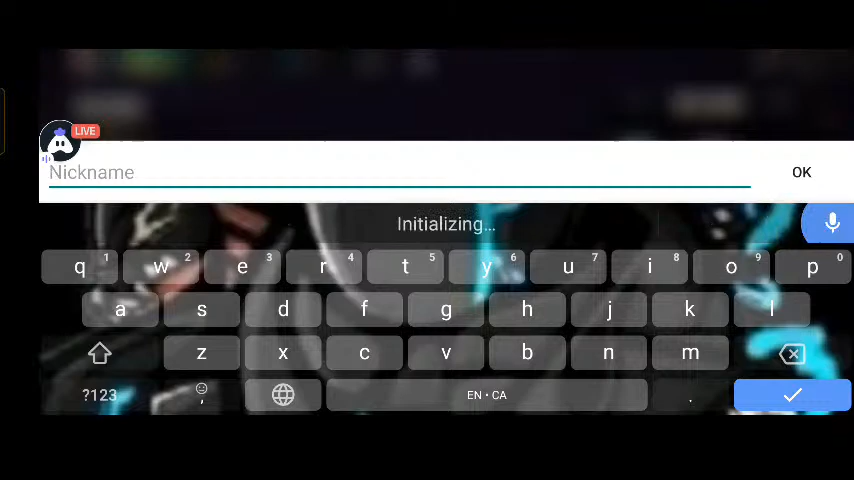 LIVE
Nickname
OK
Initializing...
q 1 w 2 e 3 r 4 t 5 y 6 u 7 i 8 o 9 p 0
a s d f g h j k l
z x c v b n m
?123 , EN • CA .